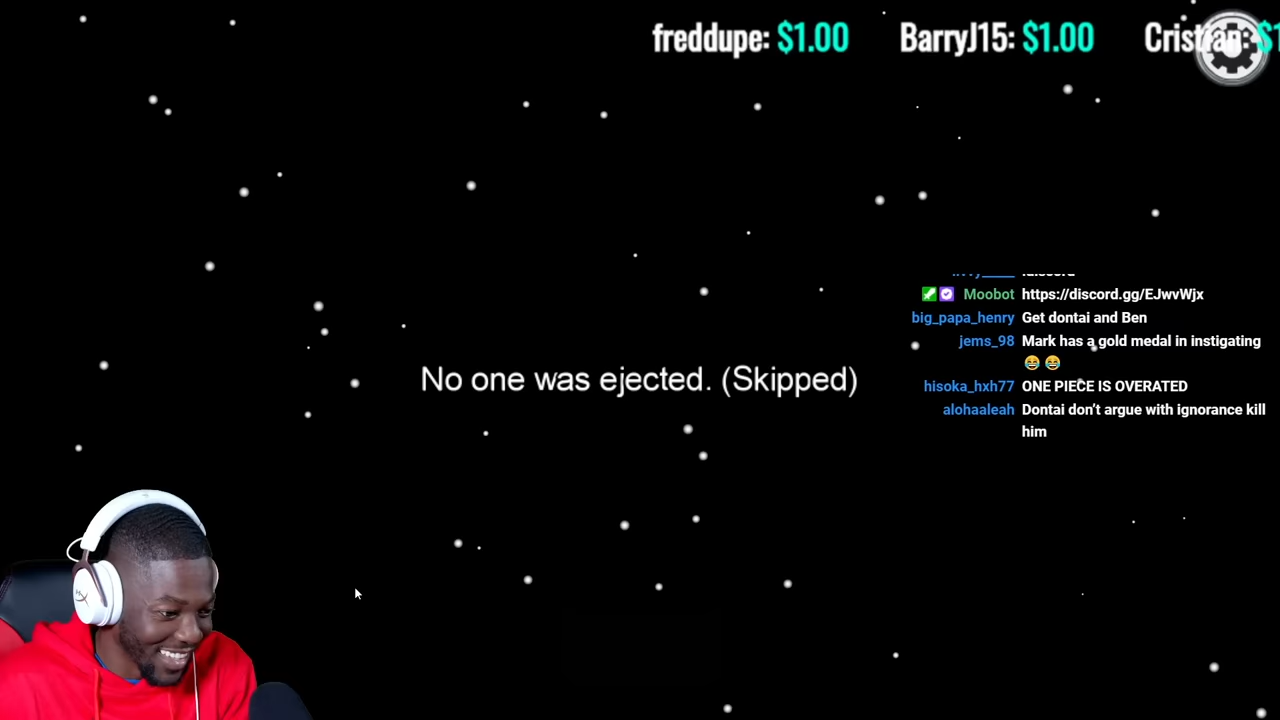 freddupe: $1.00 BarryJ15: $1.00 Cristian: $1
Moobot https://discord.gg/EJwvWjx
big_papa_henry Get dontai and Ben
jems_98 Mark has a gold medal in instigating
😂 😂
No one was ejected. (Skipped)
hisoka_hxh77 ONE PIECE IS OVERATED
alohaaleah Dontai don't argue with ignorance kill
him